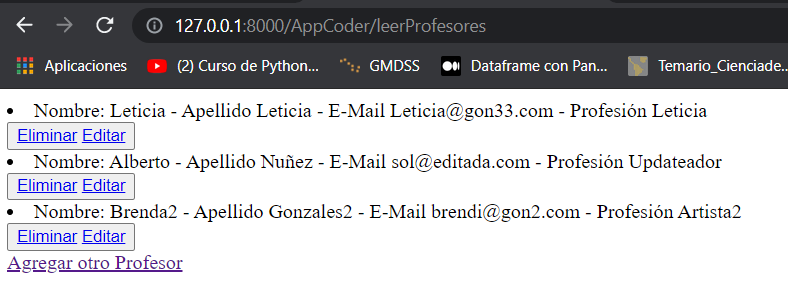 127.0.0.1:8000/AppCoder/leerProfesores
Aplicaciones (2) Curso de Python... GMDSS Dataframe con Pan... Temario_Cienciade...
• Nombre: Leticia - Apellido Leticia - E-Mail Leticia@gon33.com - Profesión Leticia
Eliminar Editar
• Nombre: Alberto - Apellido Nuñez - E-Mail sol@editada.com - Profesión Updateador
Eliminar Editar
• Nombre: Brenda2 - Apellido Gonzales2 - E-Mail brendi@gon2.com - Profesión Artista2
Eliminar Editar
Agregar otro Profesor